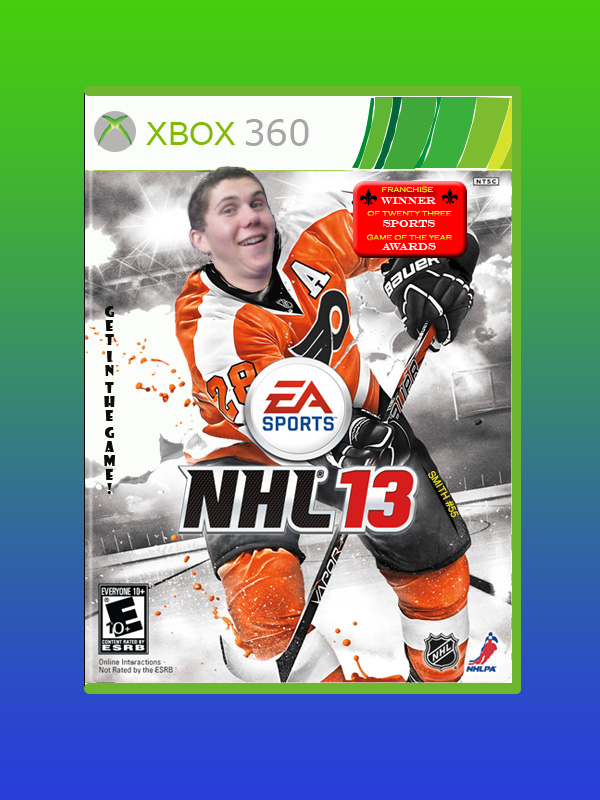 XBOX 360
NTSC
FRANCHISE
WINNER
OF TWENTY THREE
SPORTS
GAME OF THE YEAR
AWARDS
A
BAUER
GET IN THE GAME!
28
EA
SPORTS
VAPOR
NHL 13
SMITH #55
VAPOR
EVERYONE 10+
E
10+
CONTENT RATED BY
ESRB
Online Interactions
Not Rated by the ESRB
NHL
NHLPA